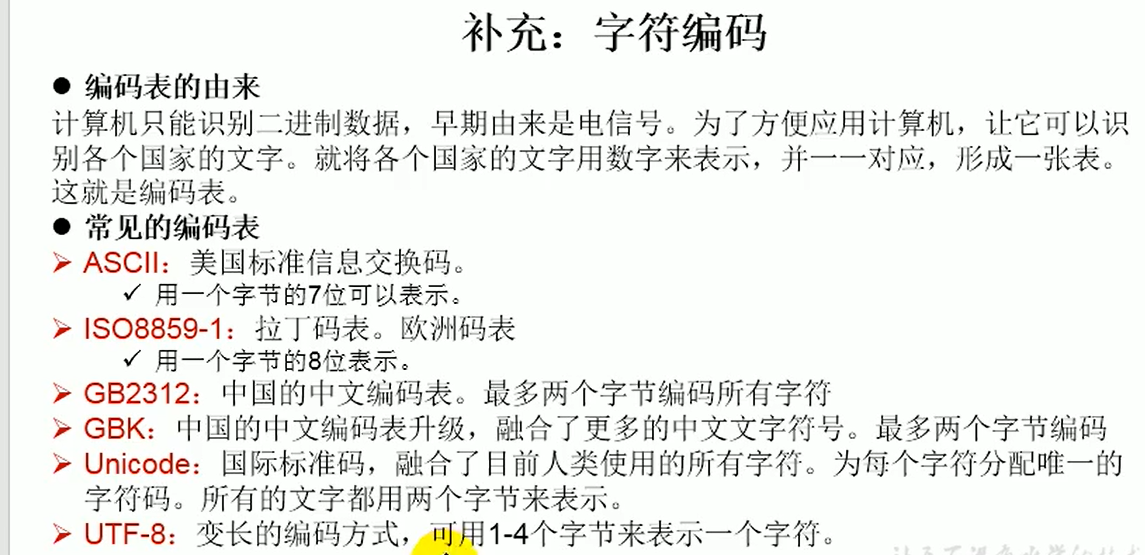 补充：字符编码
● 编码表的由来
计算机只能识别二进制数据，早期由来是电信号。为了方便应用计算机，让它可以识
别各个国家的文字。就将各个国家的文字用数字来表示，并一一对应，形成一张表。
这就是编码表。
● 常见的编码表
➢ ASCII：美国标准信息交换码。
✓ 用一个字节的7位可以表示。
➢ ISO8859-1：拉丁码表。欧洲码表
✓ 用一个字节的8位表示。
➢ GB2312：中国的中文编码表。最多两个字节编码所有字符
➢ GBK：中国的中文编码表升级，融合了更多的中文文字符号。最多两个字节编码
➢ Unicode：国际标准码，融合了目前人类使用的所有字符。为每个字符分配唯一的
字符码。所有的文字都用两个字节来表示。
➢ UTF-8：变长的编码方式，可用1-4个字节来表示一个字符。